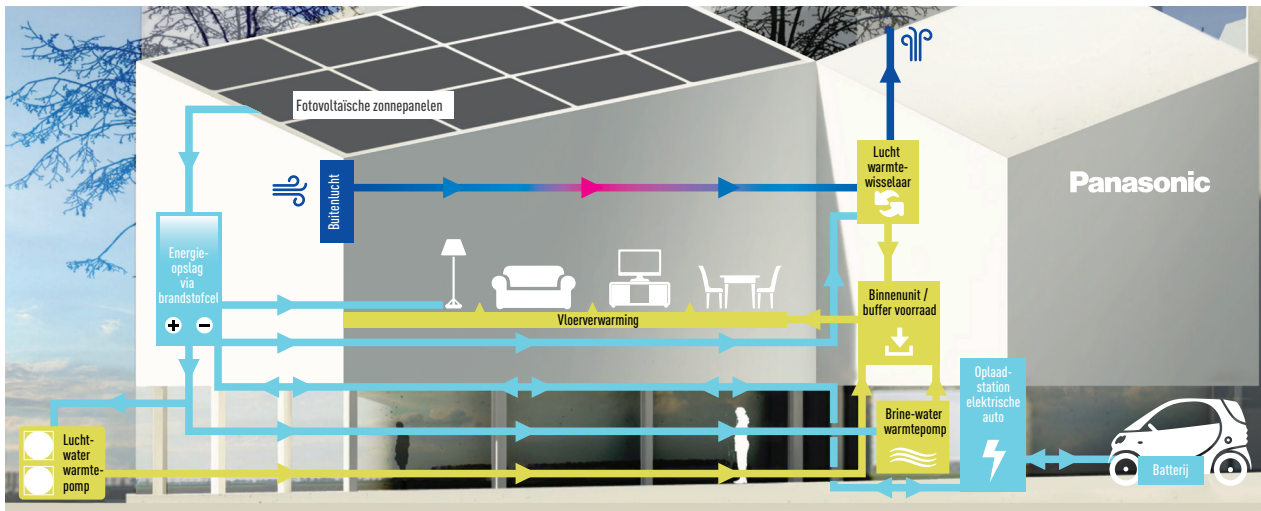 Fotovoltaïsche zonnepanelen
Lucht
warmte-
wisselaar
Panasonic
Buitenlucht
Energie-
opslag
via
brandstofcel
Binnenunit /
buffer voorraad
Vloerverwarming
Oplaad-
station
elektrische
auto
Brine-water
warmtepomp
Lucht-
water
warmte-
pomp
Batterij